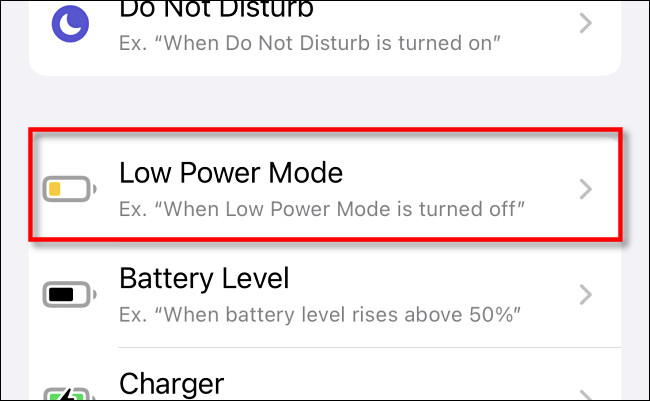 Do Not Disturb
Ex. “When Do Not Disturb is turned on”
Low Power Mode
Ex. “When Low Power Mode is turned off”
Battery Level
Ex. “When battery level rises above 50%”
Charger